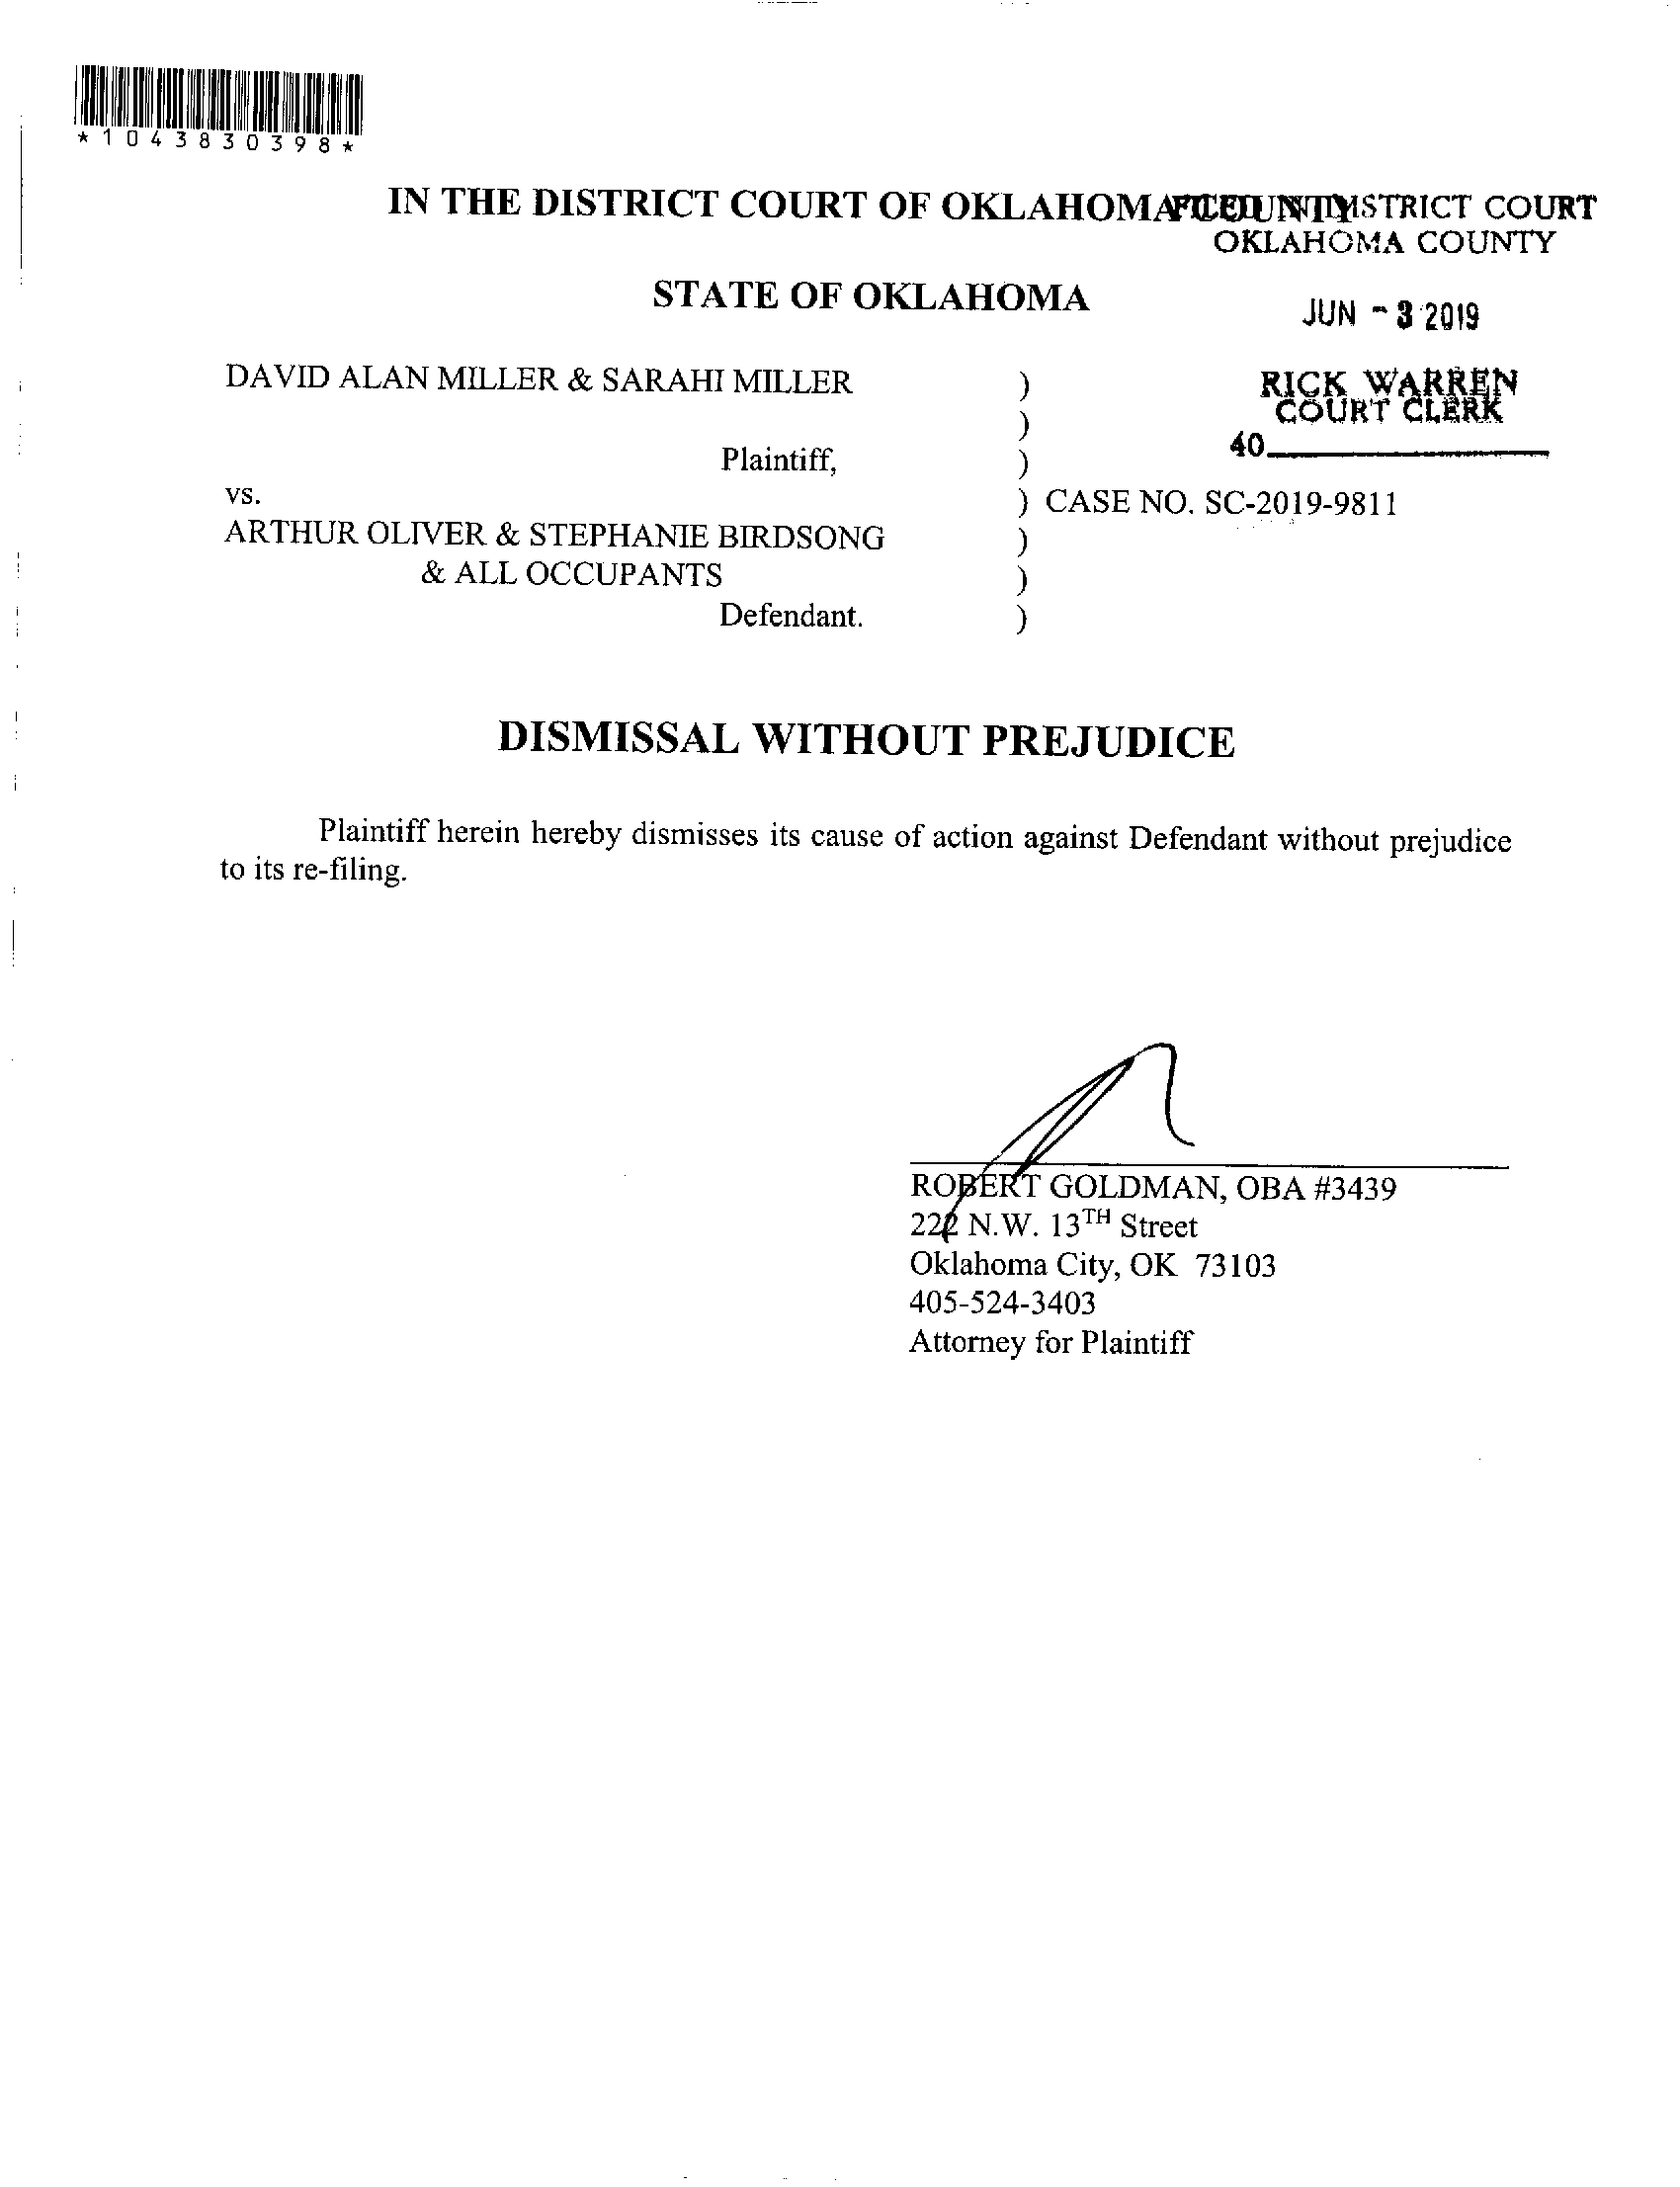 *1043830398*
IN THE DISTRICT COURT OF OKLAHOMA COUNTY
FILED IN DISTRICT COURT
OKLAHOMA COUNTY
STATE OF OKLAHOMA
JUN - 3 2019
DAVID ALAN MILLER & SARAHI MILLER )
RICK WARREN
COURT CLERK
)
40
Plaintiff, )
vs. ) CASE NO. SC-2019-9811
ARTHUR OLIVER & STEPHANIE BIRDSONG )
& ALL OCCUPANTS )
Defendant. )
DISMISSAL WITHOUT PREJUDICE
Plaintiff herein hereby dismisses its cause of action against Defendant without prejudice
to its re-filing.
ROBERT GOLDMAN, OBA #3439
222 N.W. 13TH Street
Oklahoma City, OK 73103
405-524-3403
Attorney for Plaintiff